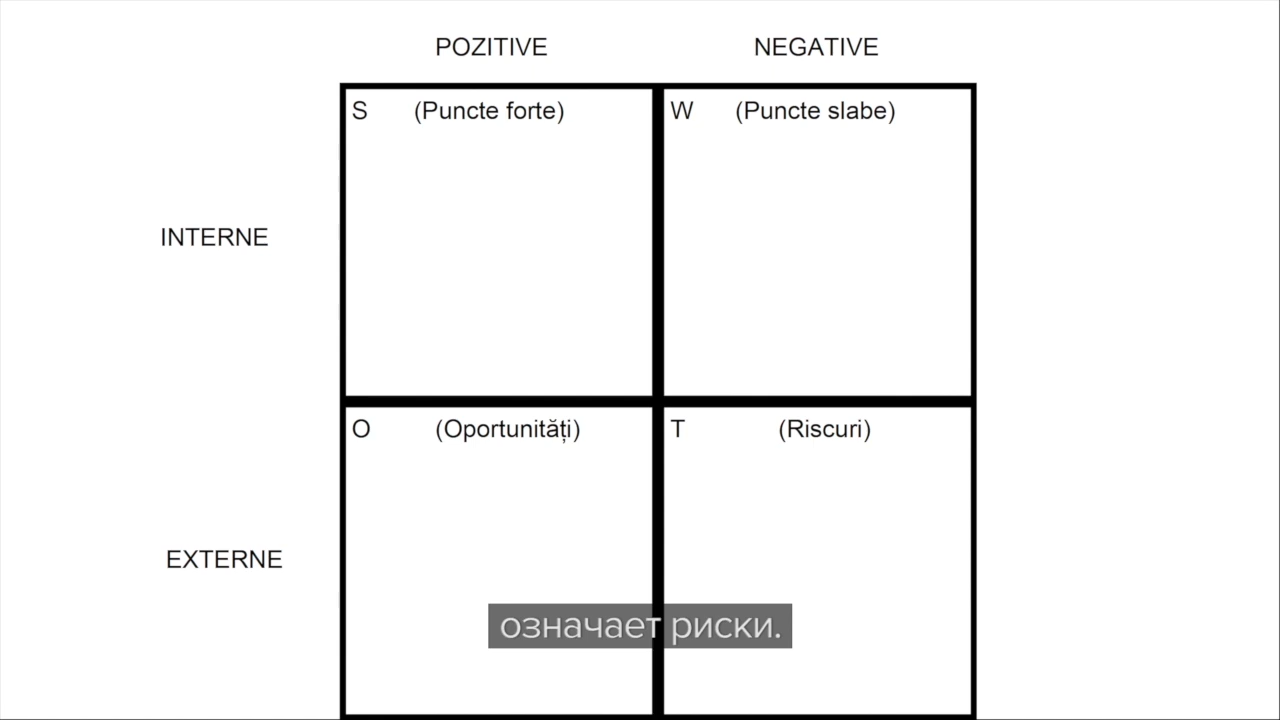 POZITIVE NEGATIVE
S (Puncte forte) W (Puncte slabe)
INTERNE
O (Oportunități) T (Riscuri)
EXTERNE
означает риски.